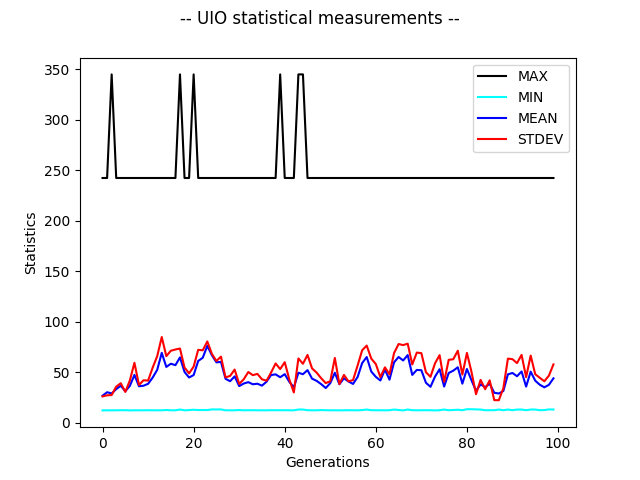 -- UIO statistical measurements --
350
300
250
200
150
100
50
0
Statistics
MAX
MIN
MEAN
STDEV
0 20 40 60 80 100
Generations